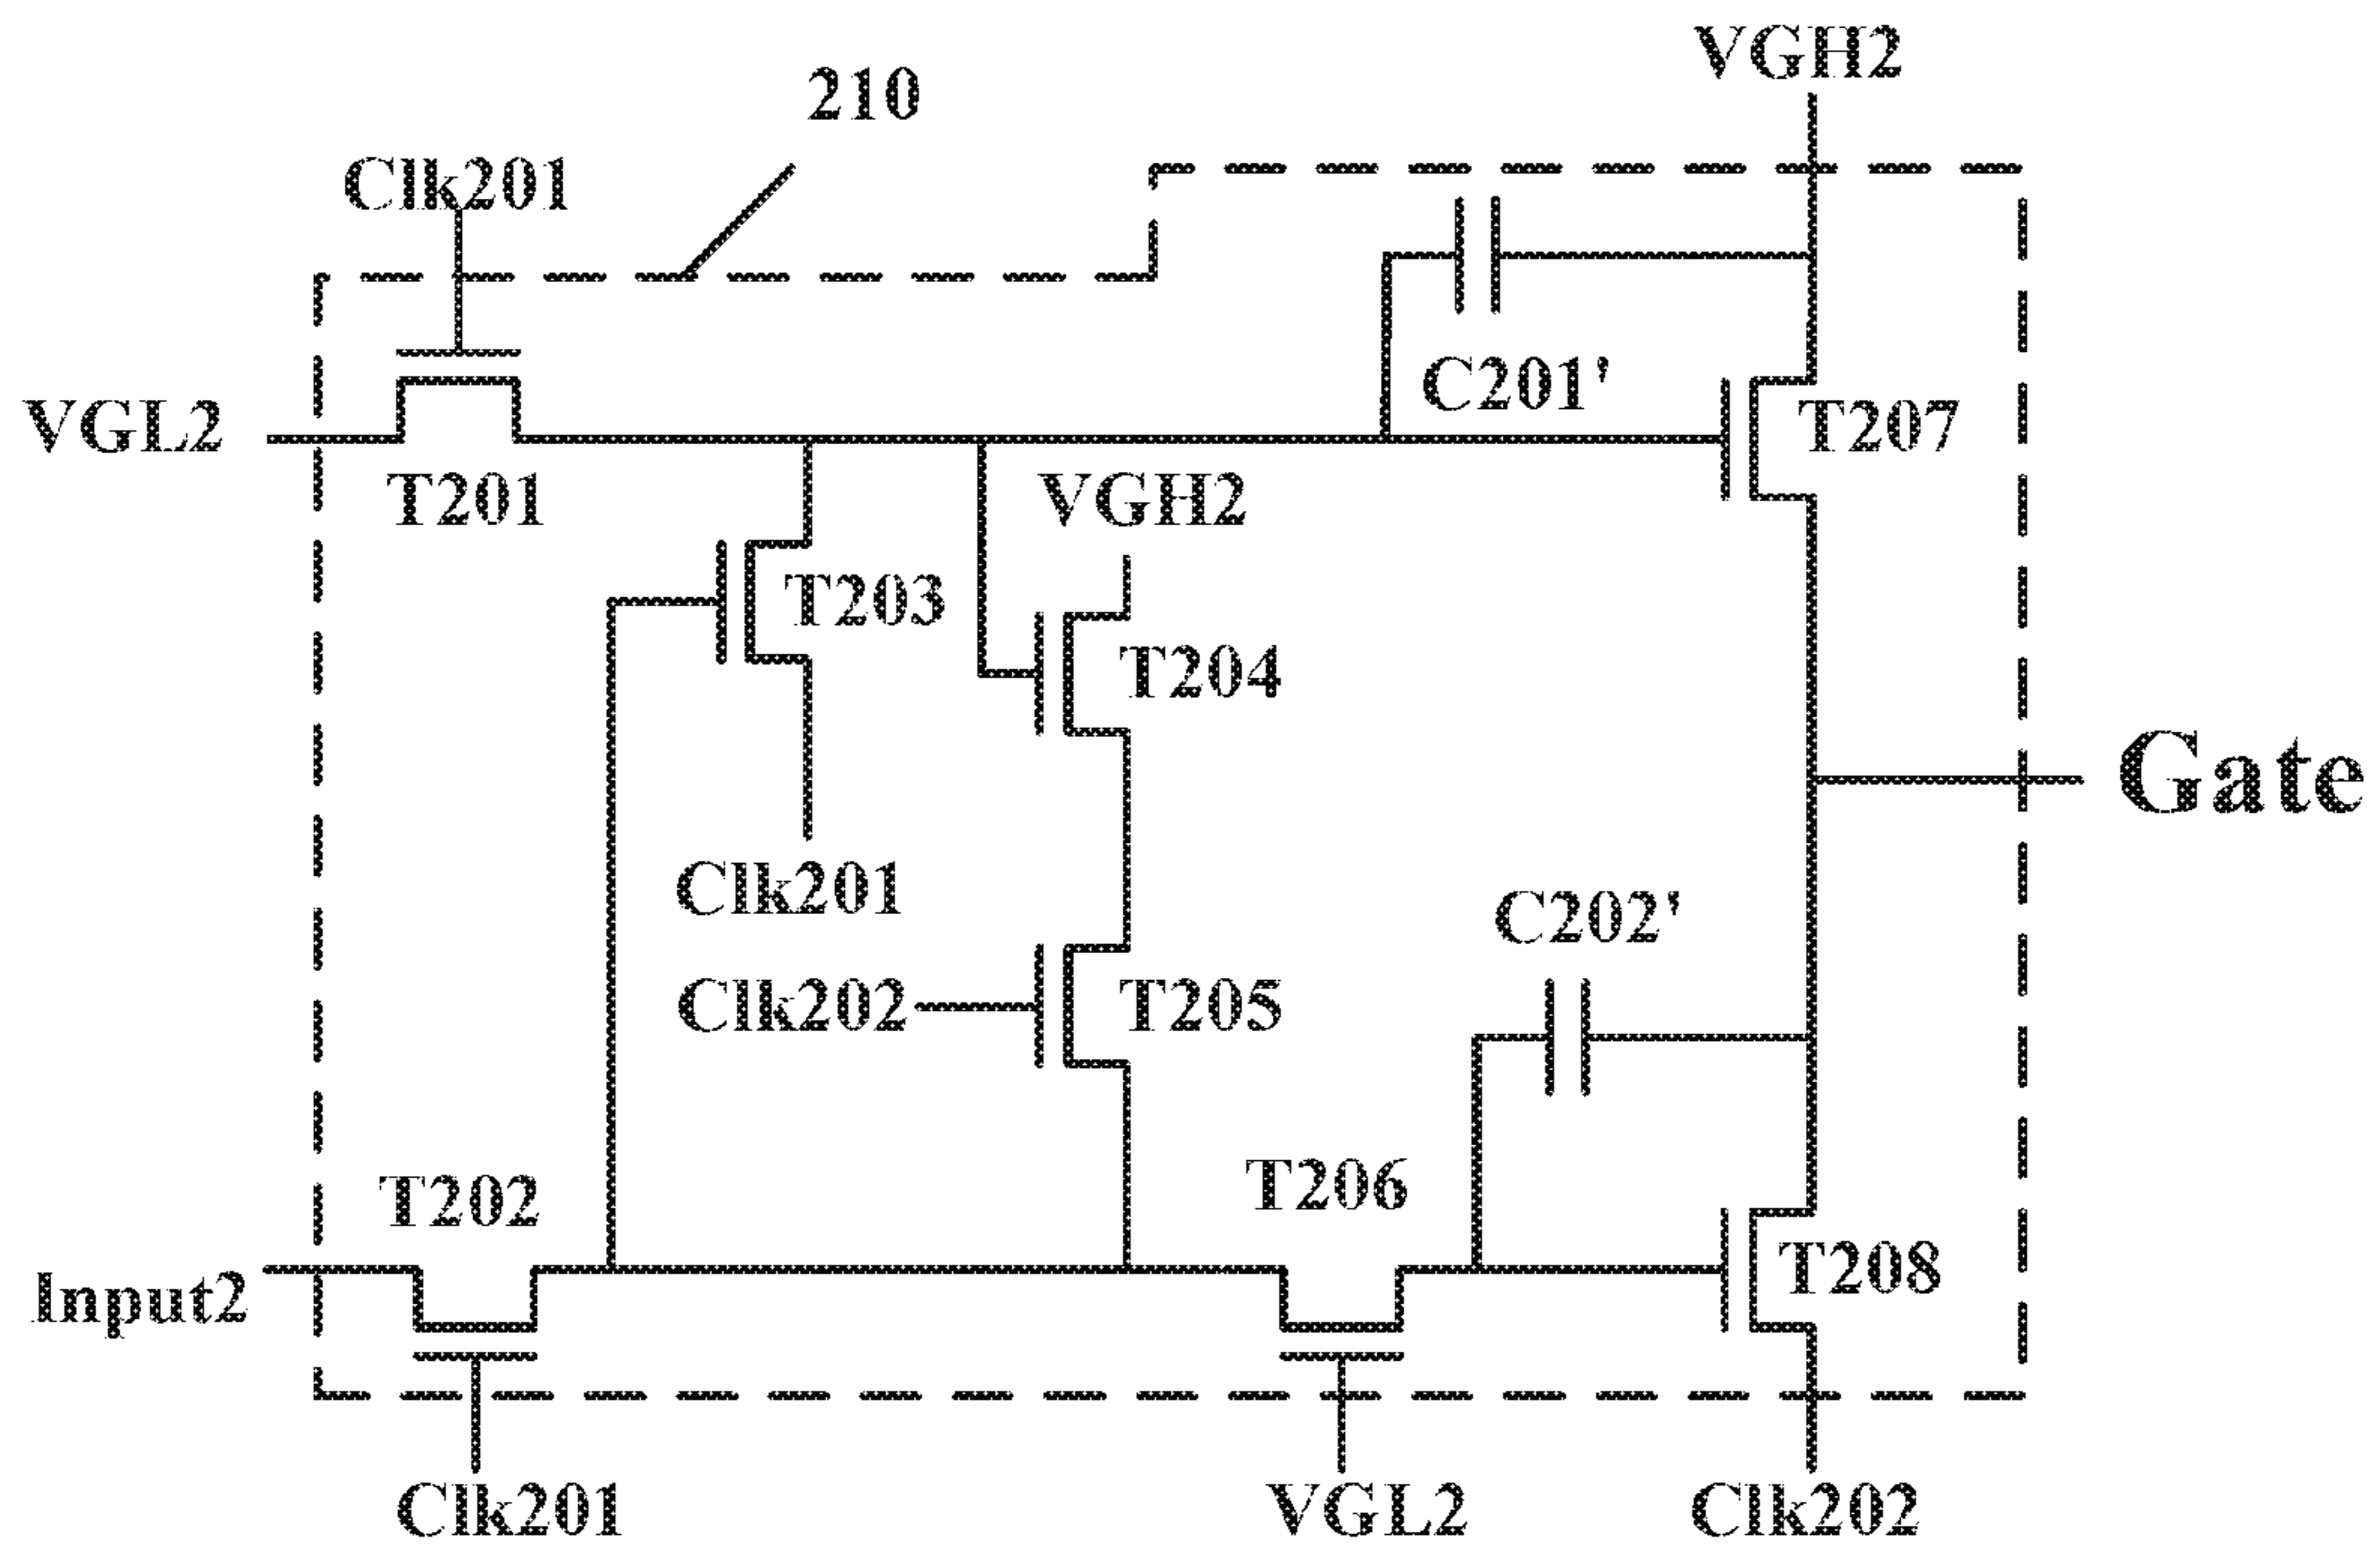 VGH2
210
Clk201
C201'
VGL2
T207
T201
VGH2
T203
T204
Gate
Clk201
C202'
Clk202
T205
T202
T206
Input2
T208
Clk201
VGL2
Clk202